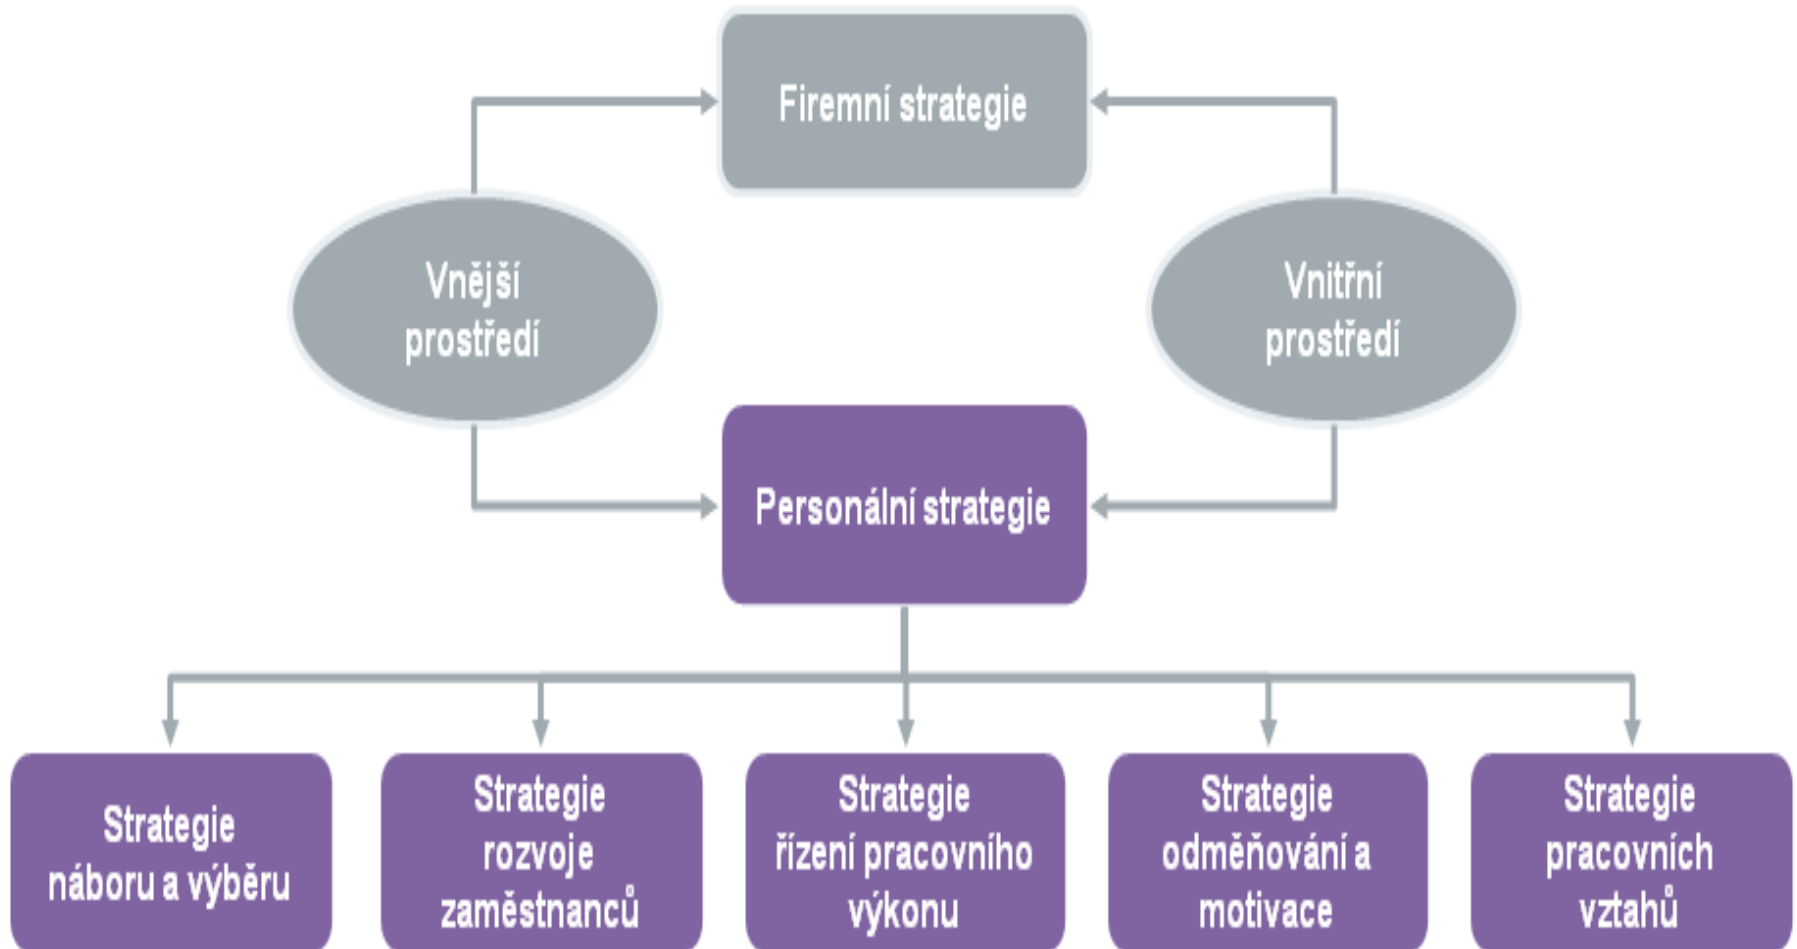 Firemní strategie
Vnější
prostředí
Vnitřní
prostředí
Personální strategie
Strategie
náboru a výběru
Strategie
rozvoje
zaměstnanců
Strategie
řízení pracovního
výkonu
Strategie
odměňování a
motivace
Strategie
pracovních
vztahů